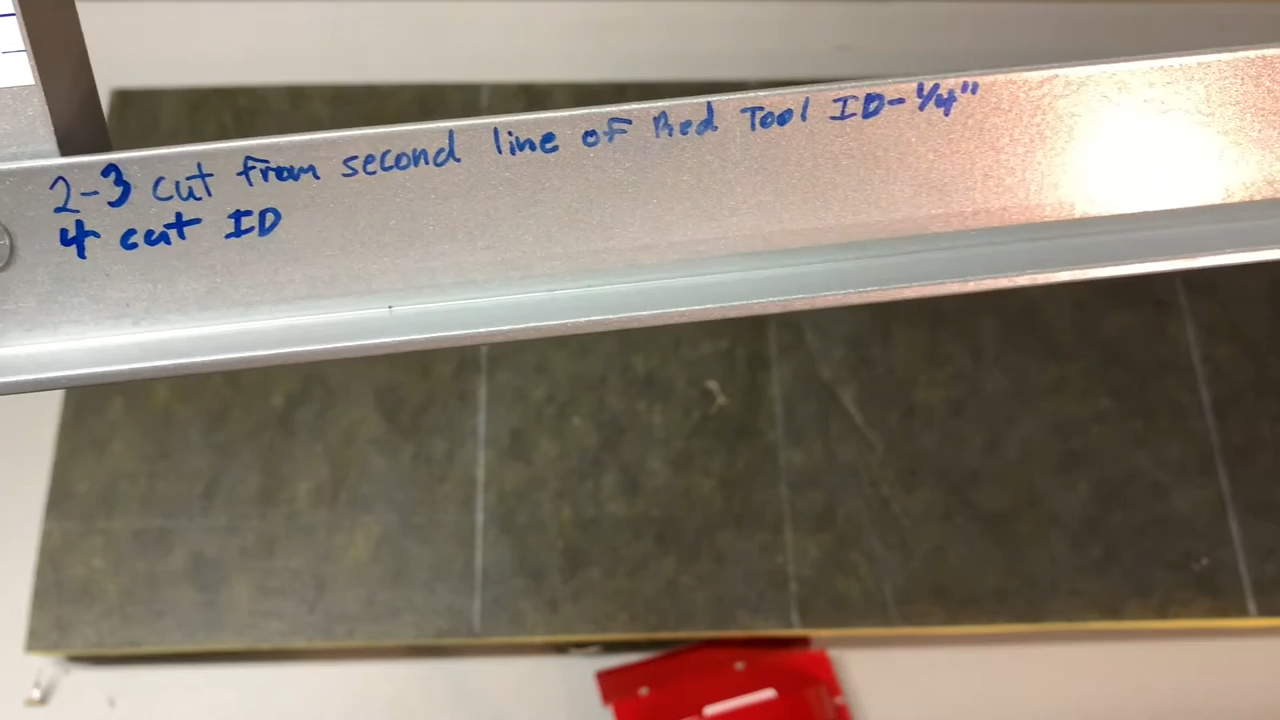 2-3 cut from second line of Red Tool ID-1/4"
4 cut ID